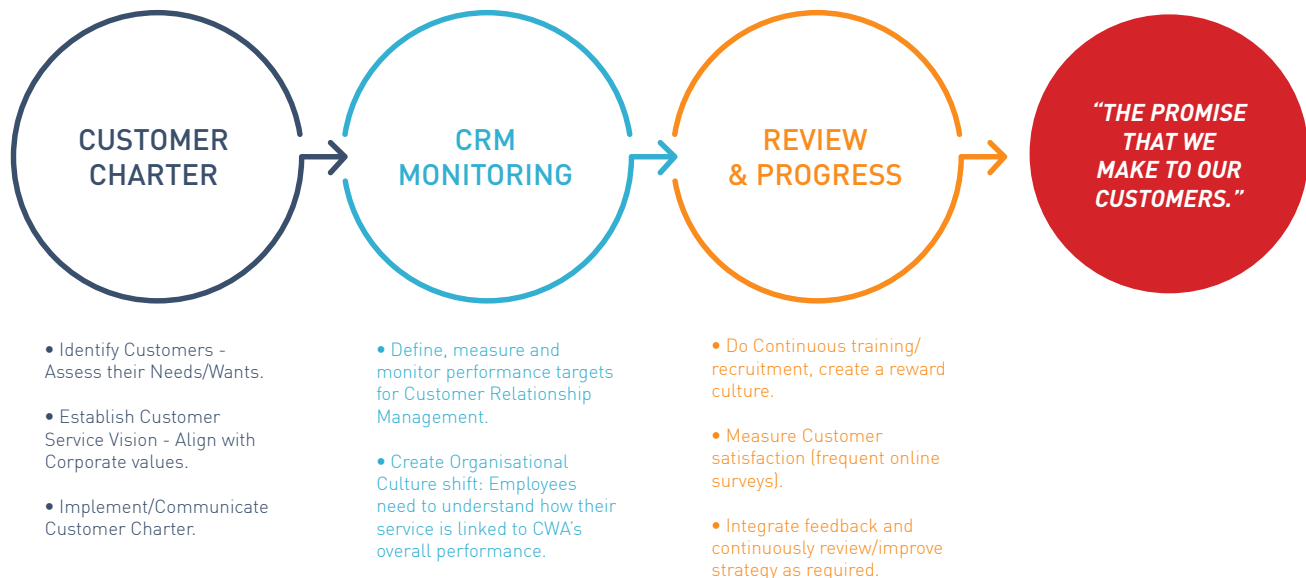 CUSTOMER
CHARTER
CRM
MONITORING
REVIEW
& PROGRESS
“THE PROMISE
THAT WE
MAKE TO OUR
CUSTOMERS.”
• Identify Customers -
Assess their Needs/Wants.
• Establish Customer
Service Vision - Align with
Corporate values.
• Implement/Communicate
Customer Charter.
• Define, measure and
monitor performance targets
for Customer Relationship
Management.
• Create Organisational
Culture shift: Employees
need to understand how their
service is linked to CWA’s
overall performance.
• Do Continuous training/
recruitment, create a reward
culture.
• Measure Customer
satisfaction (frequent online
surveys).
• Integrate feedback and
continuously review/improve
strategy as required.